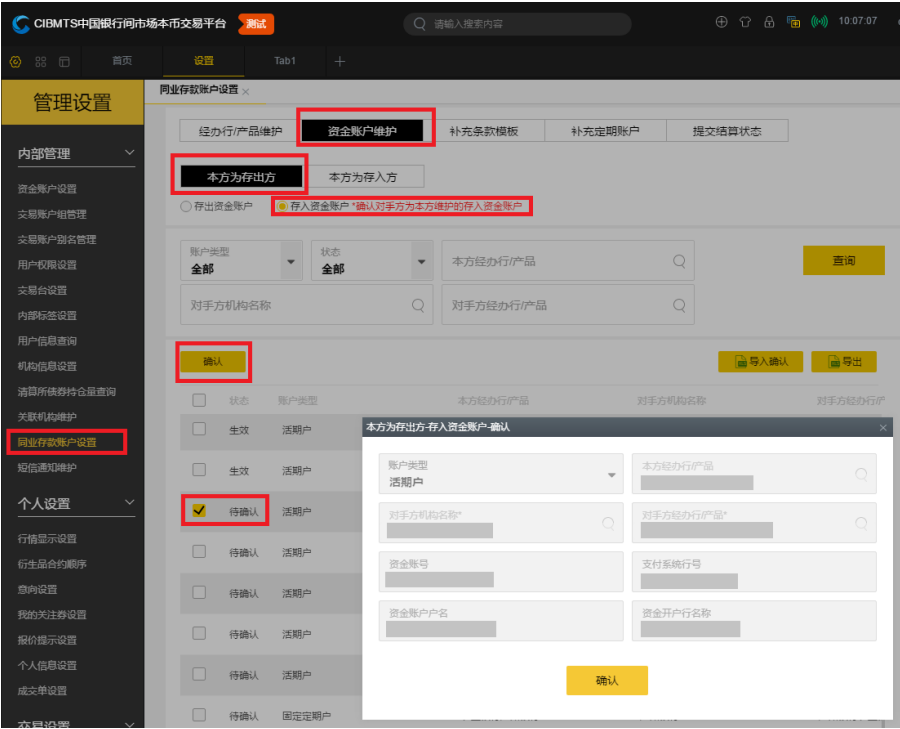 CIBMTS中国银行间市场本币交易平台 测试 请输入搜索内容 10:07:07
首页 设置 Tab1
管理设置
同业存款账户设置
经办行/产品维护 资金账户维护 补充条款模板 补充定期账户 提交结算状态
内部管理
本方为存出方 本方为存入方
资金账户设置
存出资金账户 存入资金账户 *确认对手方为本方维护的存入资金账户
交易账户组管理
交易账户别名管理
账户类型 状态
用户权限设置
全部 全部 本方经办行/产品 查询
交易台设置
对手方机构名称 对手方经办行/产品
内部标签设置
用户信息查询
机构信息设置
确认 导入确认 导出
清算所债券持仓量查询
状态 账户类型 本方经办行/产品 对手方机构名称 对手方经办行/产
关联机构维护
生效 活期户
本方为存出方-存入资金账户-确认
同业存款账户设置
短信通知维护
生效 活期户
账户类型 本方经办行/产品
活期户
个人设置
待确认 活期户
对手方机构名称* 对手方经办行/产品*
行情显示设置
待确认 活期户
衍生品合约顺序
资金账号 支付系统行号
意向设置
待确认 活期户
我的关注券设置
资金账户户名 资金开户行名称
报价提示设置
待确认 活期户
个人信息设置
待确认 活期户
确认
成交单设置
待确认 固定定期户
交易设置